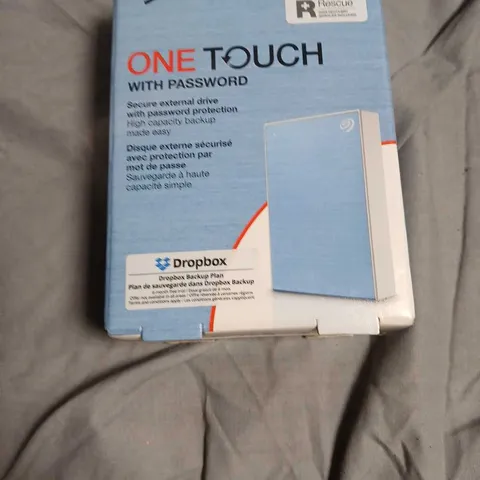 Rescue
ONE TOUCH
WITH PASSWORD
Secure external drive
with password protection
High capacity backup
made easy
Disque externe sécurisé
avec protection par
mot de passe
Sauvegarde à haute
capacité simple
Dropbox
Dropbox Backup Plan
Plan de sauvegarde dans Dropbox Backup